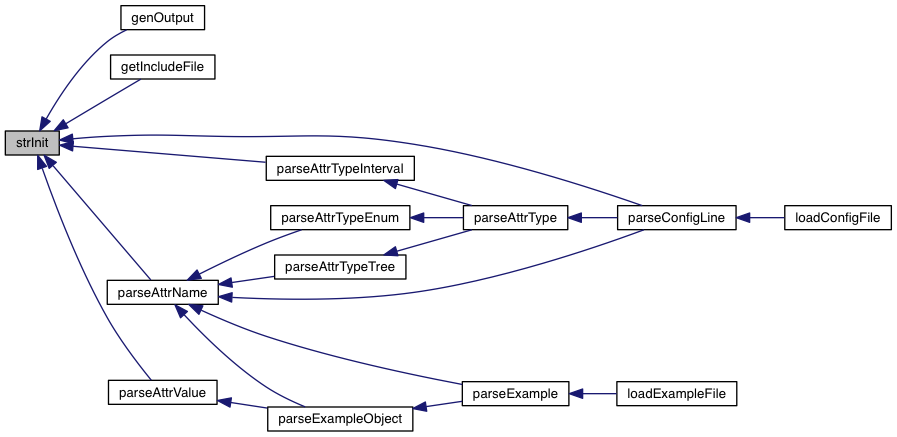 genOutput
getIncludeFile
strInit
parseAttrTypeInterval
parseAttrTypeEnum
parseAttrType
parseConfigLine
loadConfigFile
parseAttrTypeTree
parseAttrName
parseAttrValue
parseExample
loadExampleFile
parseExampleObject